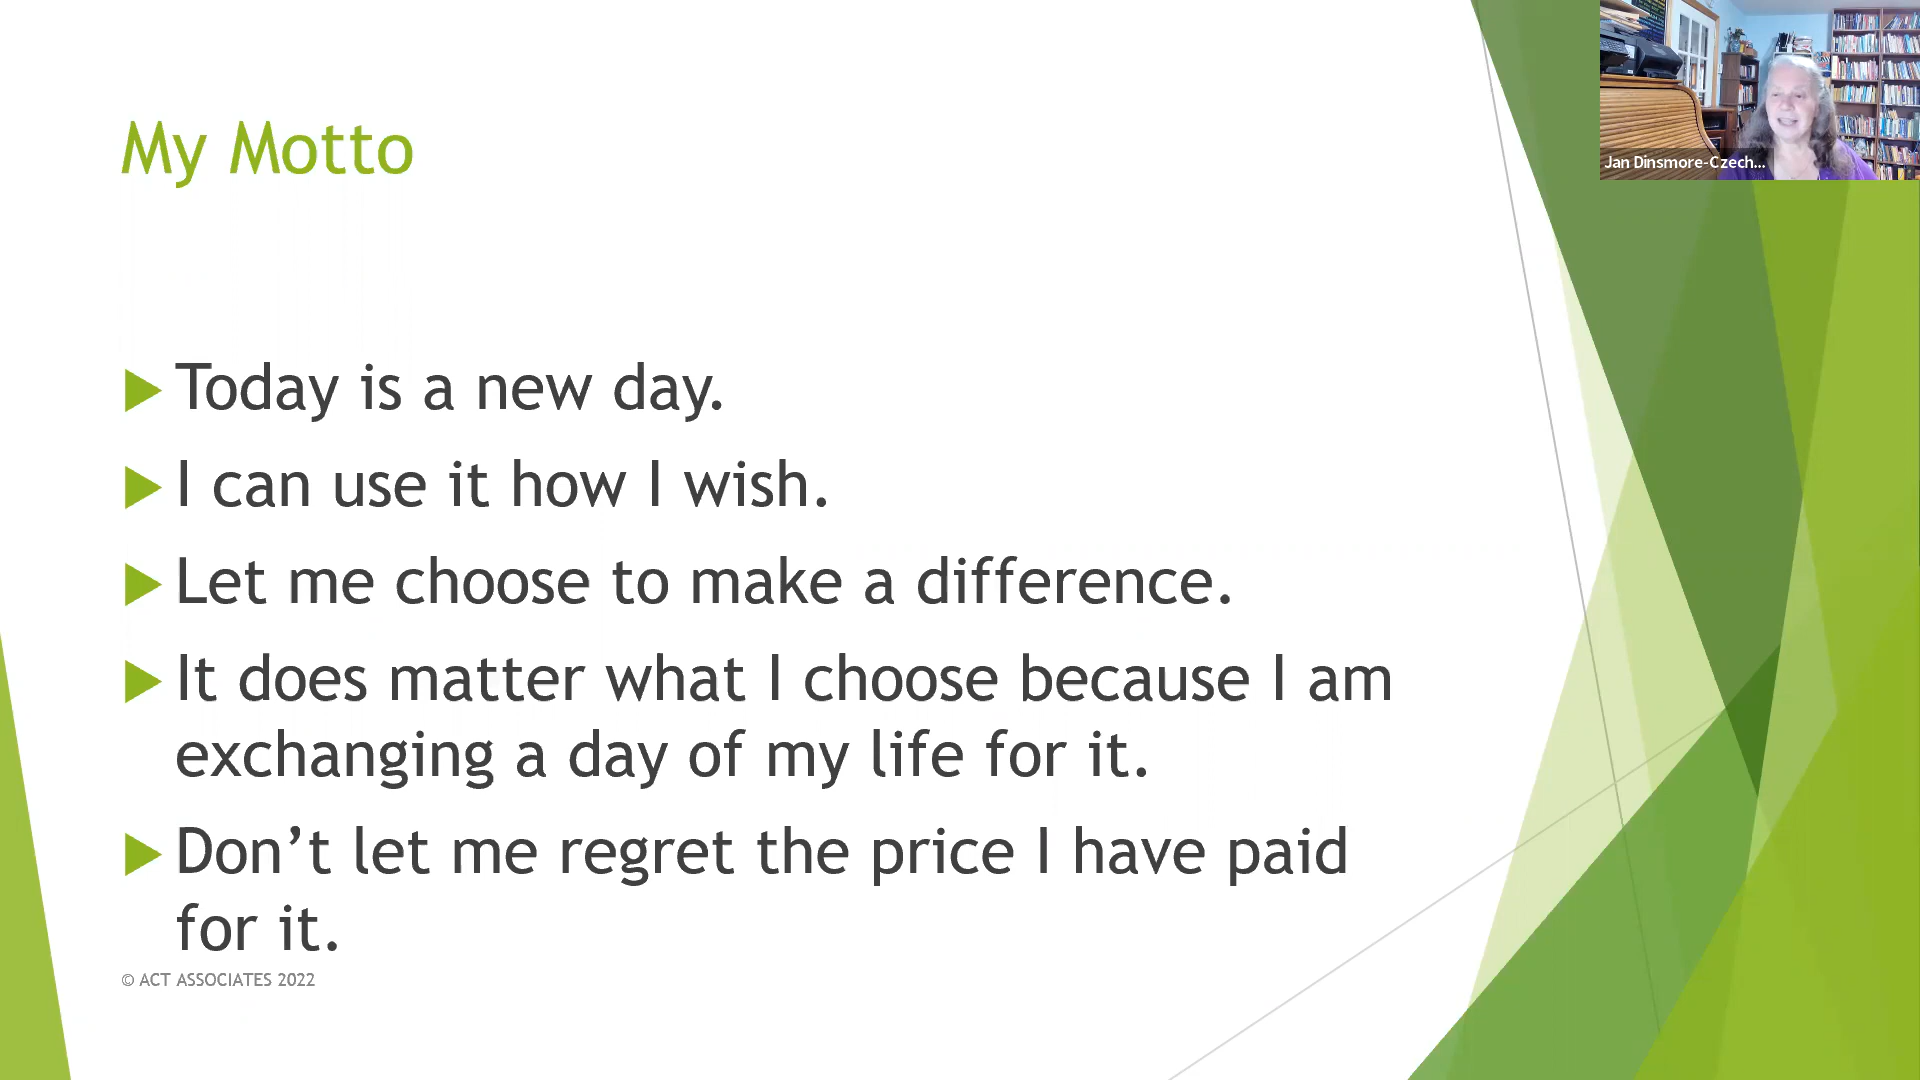 My Motto
Today is a new day.
I can use it how I wish.
Let me choose to make a difference.
It does matter what I choose because I am
exchanging a day of my life for it.
Don’t let me regret the price I have paid
for it.
© ACT ASSOCIATES 2022
Jan Dinsmore-Czech...